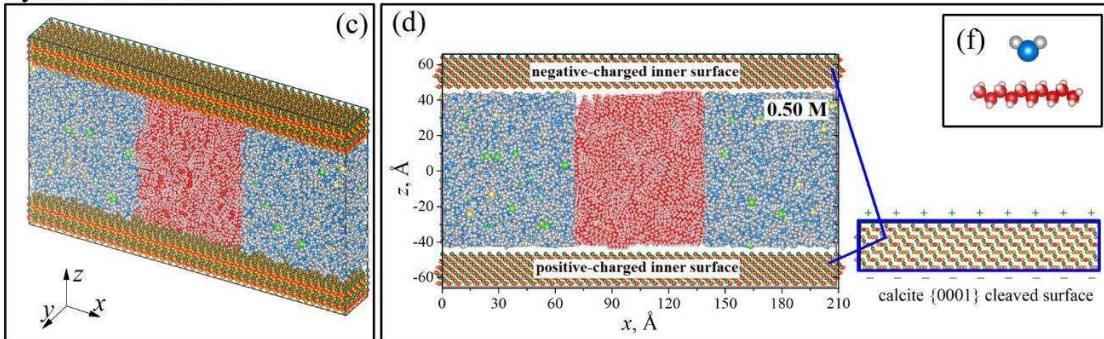 (c)
z
y
x
(d)
60
40
20
0
-20
-40
-60
z, Å
negative-charged inner surface
0.50 M
positive-charged inner surface
0 30 60 90 120 150 180 210
x, Å
(f)
+ + + + + + + +
− − − − − − − −
calcite {0001} cleaved surface